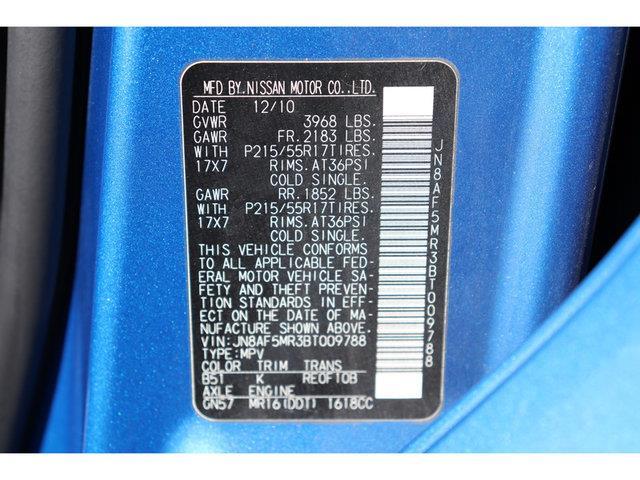 MFD BY NISSAN MOTOR CO.,LTD.
DATE 12/10
GVWR 3968 LBS.
GAWR FR. 2183 LBS.
WITH P215/55R17TIRES.
17X7 RIMS. AT36PSI
COLD SINGLE.
GAWR RR. 1852 LBS.
WITH P215/55R17TIRES.
17X7 RIMS. AT36PSI
COLD SINGLE.
THIS VEHICLE CONFORMS
TO ALL APPLICABLE FED-
ERAL MOTOR VEHICLE SA-
FETY AND THEFT PREVEN-
TION STANDARDS IN EFF-
ECT ON THE DATE OF MA-
NUFACTURE SHOWN ABOVE.
VIN:JN8AF5MR3BT009788
TYPE:MPV
COLOR TRIM TRANS
B51 K RE0F10B
AXLE ENGINE
GN57 MR16(DDT) 1618CC
JN8AF5MR3BT009788